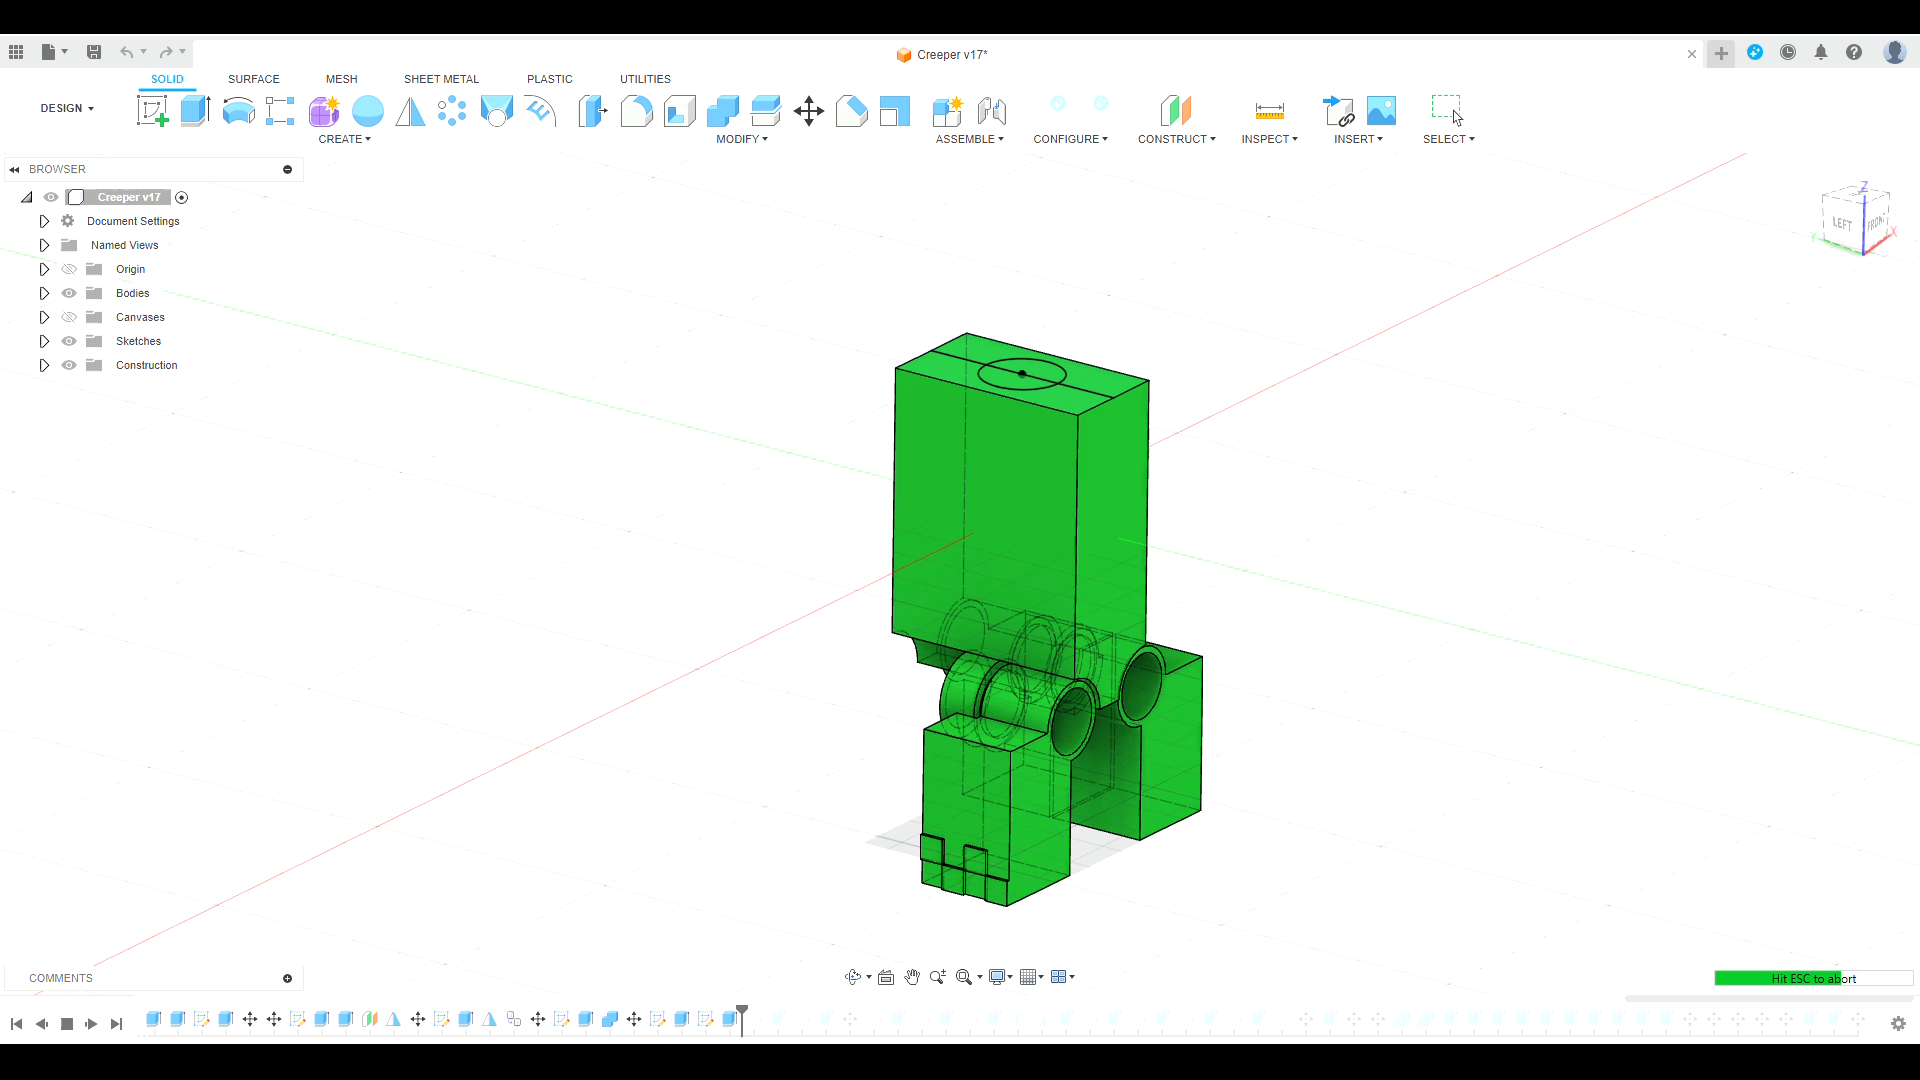 Creeper v17*
SOLID SURFACE MESH SHEET METAL PLASTIC UTILITIES
DESIGN
CREATE MODIFY ASSEMBLE CONFIGURE CONSTRUCT INSPECT INSERT SELECT
BROWSER
Creeper v17
Document Settings
Named Views
Origin
Bodies
Canvases
Sketches
Construction
Z
LEFT FRONT
Y X
COMMENTS
Hit ESC to abort